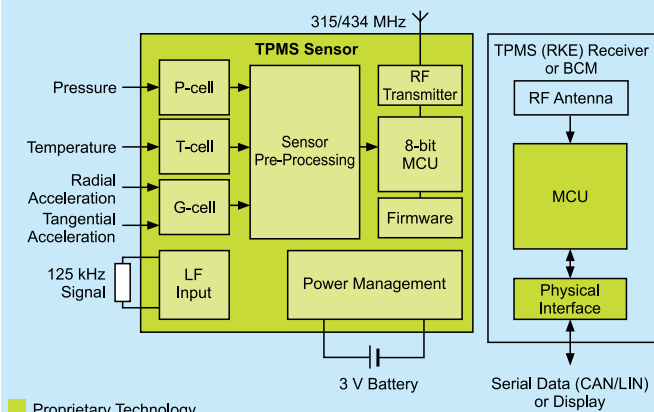 315/434 MHz
TPMS Sensor
Pressure
P-cell
Temperature
T-cell
Radial
Acceleration
Tangential
Acceleration
G-cell
125 kHz
Signal
LF
Input
Sensor
Pre-Processing
RF
Transmitter
8-bit
MCU
Firmware
Power Management
3 V Battery
TPMS (RKE) Receiver
or BCM
RF Antenna
MCU
Physical
Interface
Serial Data (CAN/LIN)
or Display
Proprietary Technology